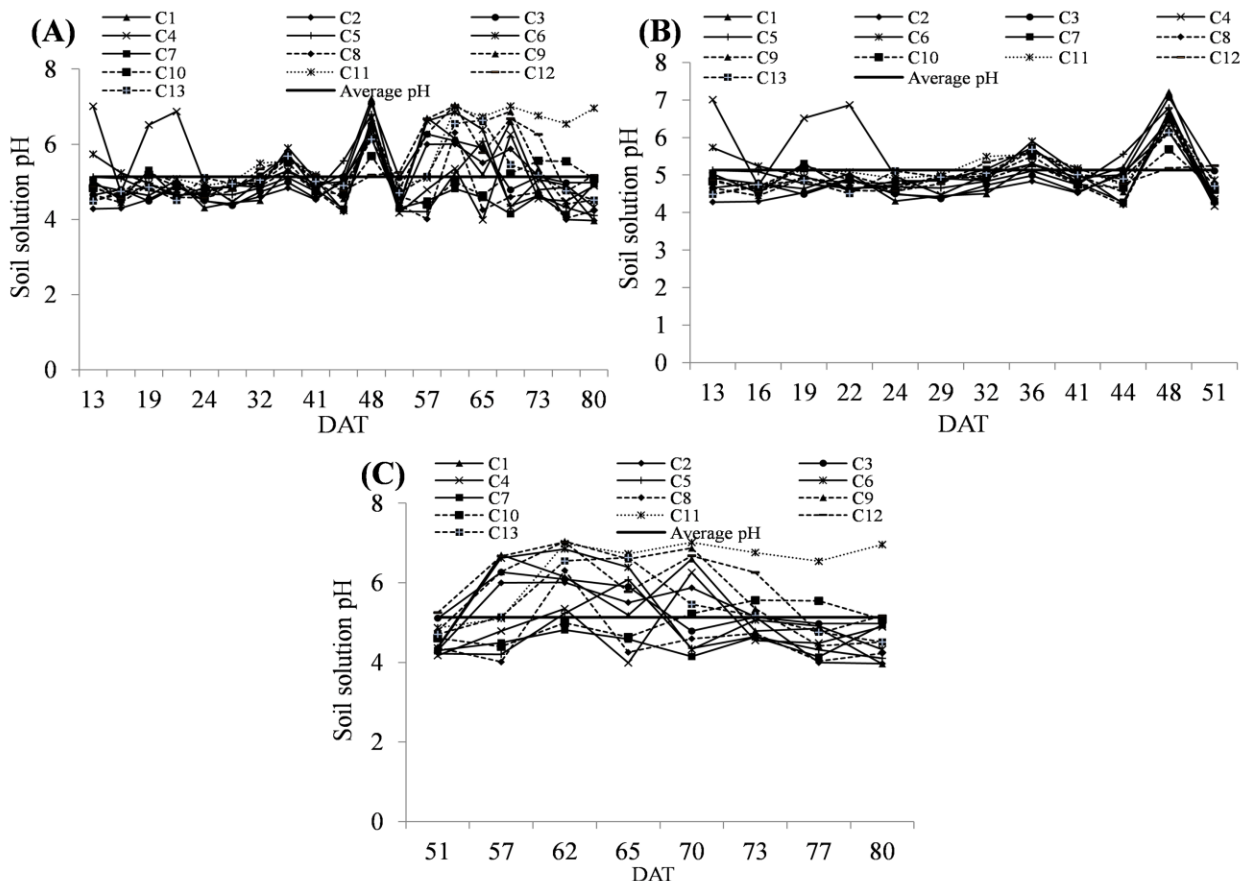 (A)
C1 C2 C3
C4 C5 C6
C7 C8 C9
C10 C11 C12
C13 Average pH
8
6
4
2
0
Soil solution pH
13 19 24 32 41 48 57 65 73 80
DAT
(B)
C1 C2 C3 C4
C5 C6 C7 C8
C9 C10 C11 C12
C13 Average pH
8
7
6
5
4
3
2
1
0
Soil solution pH
13 16 19 22 24 29 32 36 41 44 48 51
DAT
(C)
C1 C2 C3
C4 C5 C6
C7 C8 C9
C10 C11 C12
C13 Average pH
8
6
4
2
0
Soil solution pH
51 57 62 65 70 73 77 80
DAT